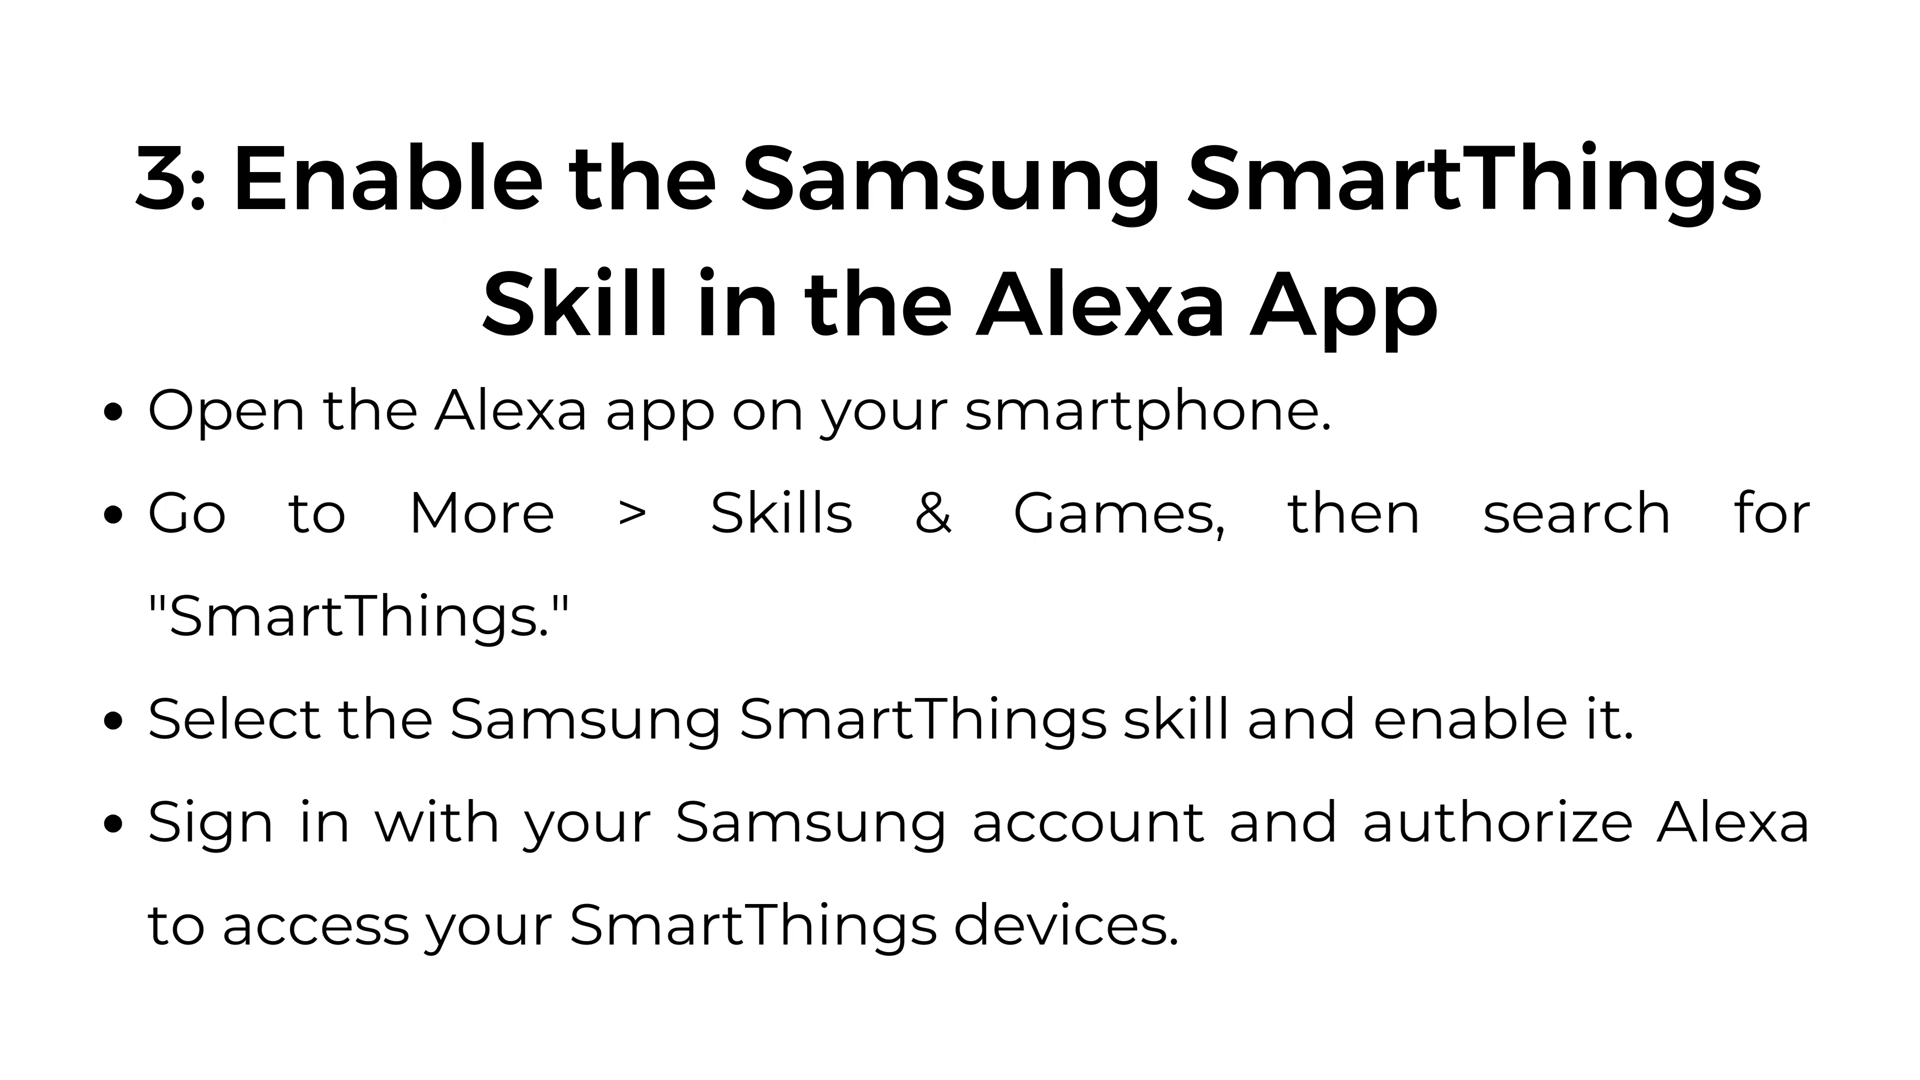 3: Enable the Samsung SmartThings
Skill in the Alexa App
• Open the Alexa app on your smartphone.
• Go to More > Skills & Games, then search for
"SmartThings."
• Select the Samsung SmartThings skill and enable it.
• Sign in with your Samsung account and authorize Alexa
to access your SmartThings devices.